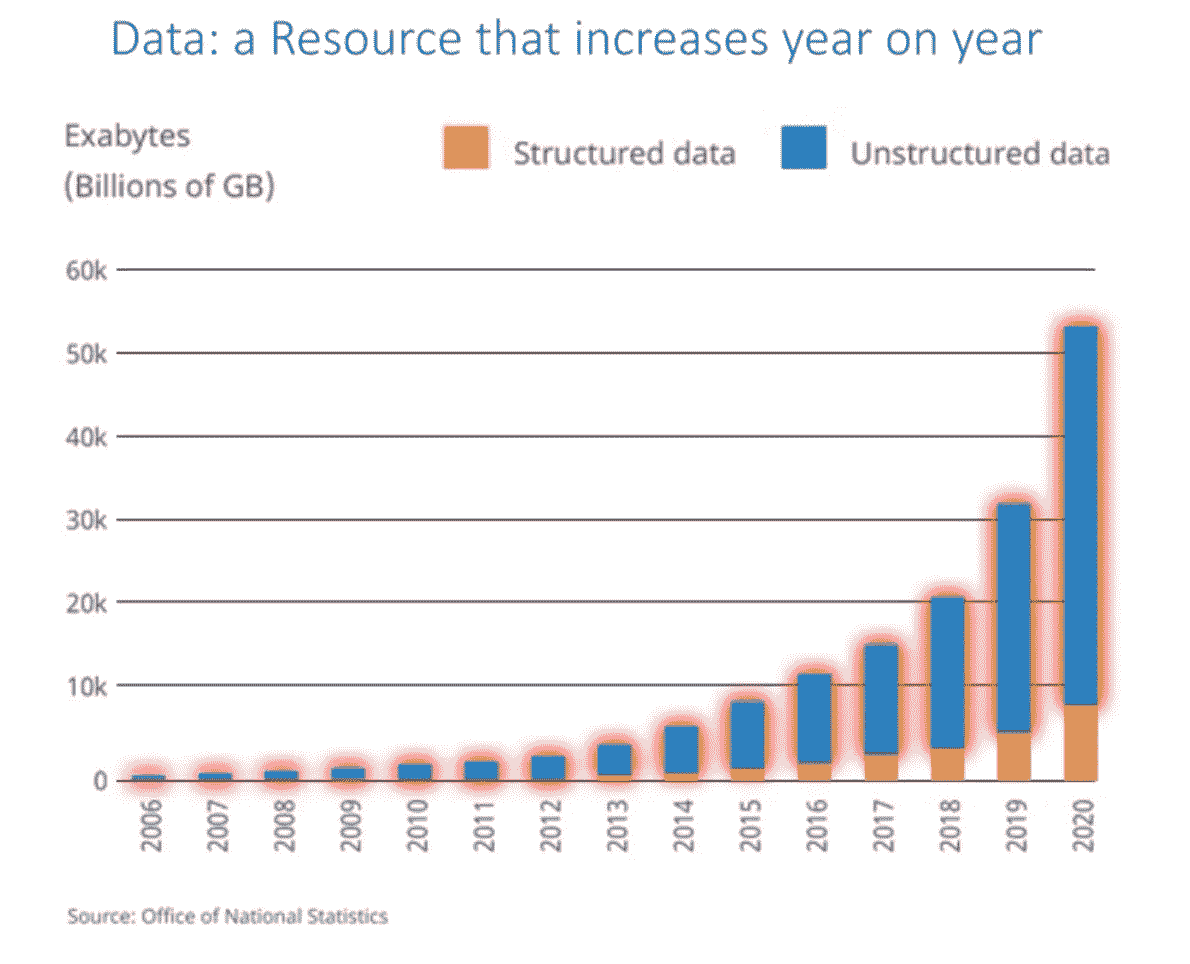 Data: a Resource that increases year on year
Exabytes
(Billions of GB)
Structured data
Unstructured data
60k
50k
40k
30k
20k
10k
0
2006
2007
2008
2009
2010
2011
2012
2013
2014
2015
2016
2017
2018
2019
2020
Source: Office of National Statistics